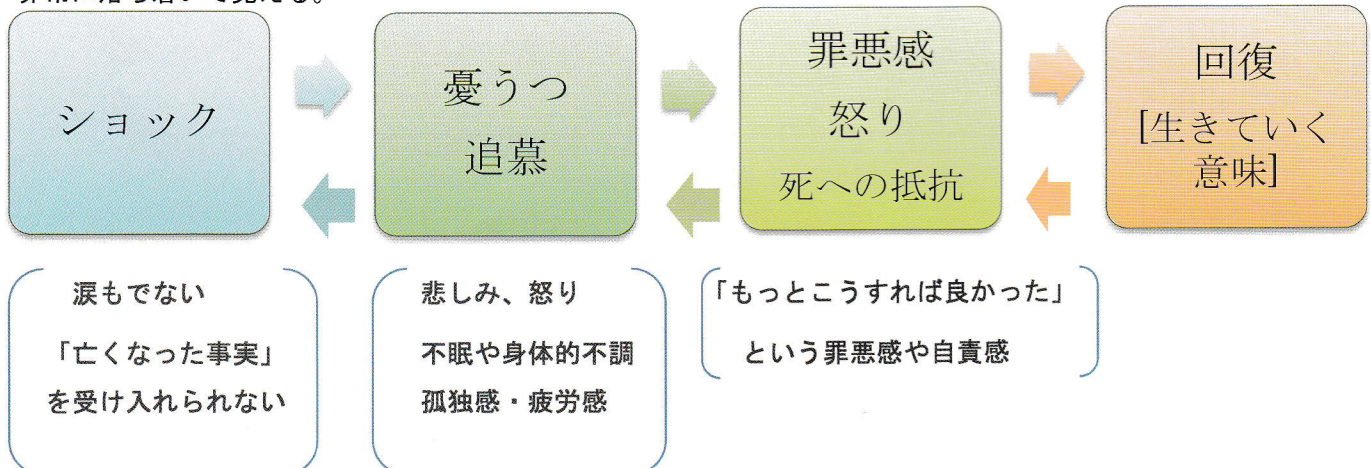 ショック
憂うつ
追慕
罪悪感
怒り
死への抵抗
回復
[生きていく
意味]
涙もでない
「亡くなった事実」
を受け入れられない
悲しみ、怒り
不眠や身体的不調
孤独感・疲労感
「もっとこうすれば良かった」
という罪悪感や自責感